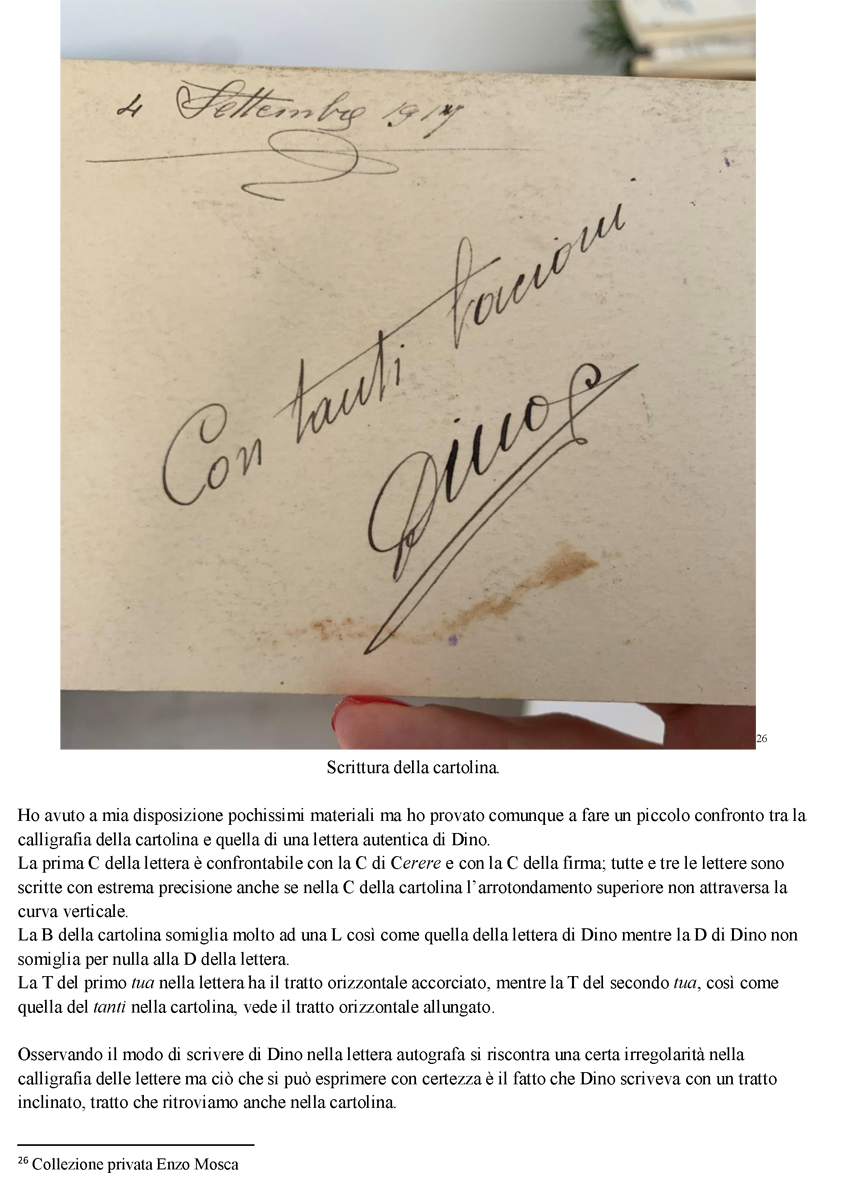 4 Settembre 1917
Con tanti bacioni
Dino C
26
Scrittura della cartolina.
Ho avuto a mia disposizione pochissimi materiali ma ho provato comunque a fare un piccolo confronto tra la
calligrafia della cartolina e quella di una lettera autentica di Dino.
La prima C della lettera è confrontabile con la C di Cerere e con la C della firma; tutte e tre le lettere sono
scritte con estrema precisione anche se nella C della cartolina l’arrotondamento superiore non attraversa la
curva verticale.
La B della cartolina somiglia molto ad una L così come quella della lettera di Dino mentre la D di Dino non
somiglia per nulla alla D della lettera.
La T del primo tua nella lettera ha il tratto orizzontale accorciato, mentre la T del secondo tua, così come
quella del tanti nella cartolina, vede il tratto orizzontale allungato.
Osservando il modo di scrivere di Dino nella lettera autografa si riscontra una certa irregolarità nella
calligrafia delle lettere ma ciò che si può esprimere con certezza è il fatto che Dino scriveva con un tratto
inclinato, tratto che ritroviamo anche nella cartolina.
26 Collezione privata Enzo Mosca